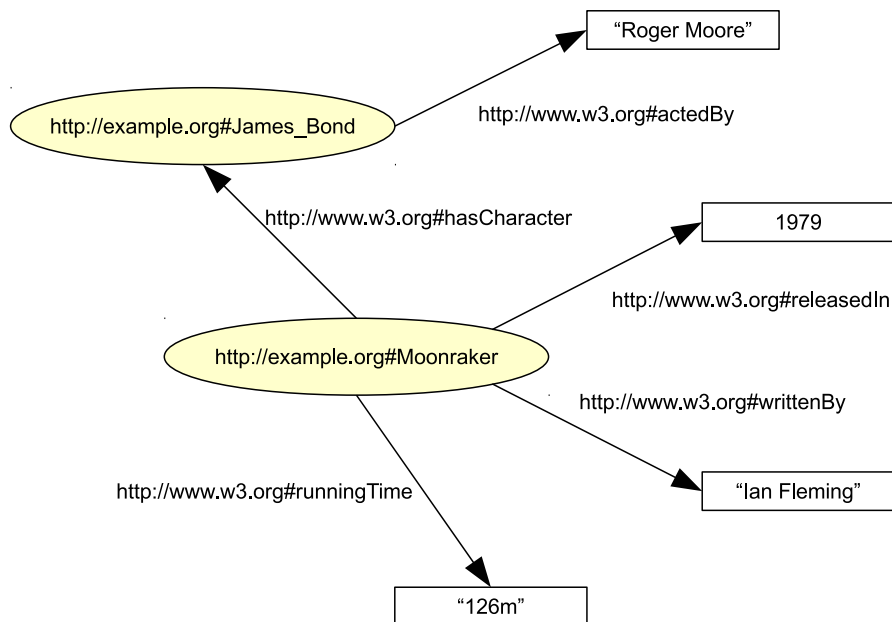 “Roger Moore”
http://www.w3.org#actedBy
http://example.org#James_Bond
http://www.w3.org#hasCharacter
1979
http://www.w3.org#releasedIn
http://example.org#Moonraker
http://www.w3.org#writtenBy
“Ian Fleming”
http://www.w3.org#runningTime
“126m”